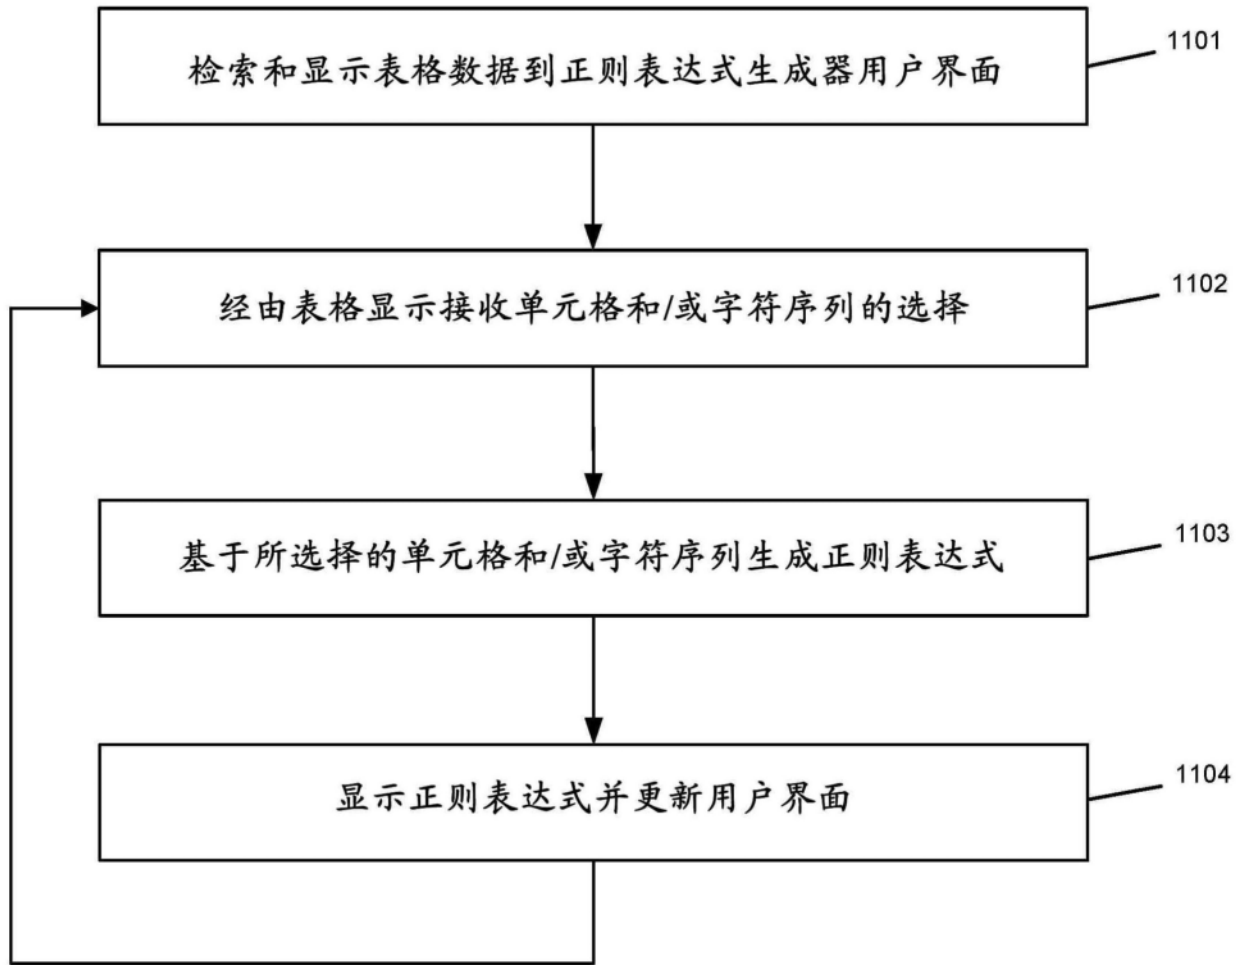 检索和显示表格数据到正则表达式生成器用户界面
1101
经由表格显示接收单元格和/或字符序列的选择
1102
基于所选择的单元格和/或字符序列生成正则表达式
1103
显示正则表达式并更新用户界面
1104